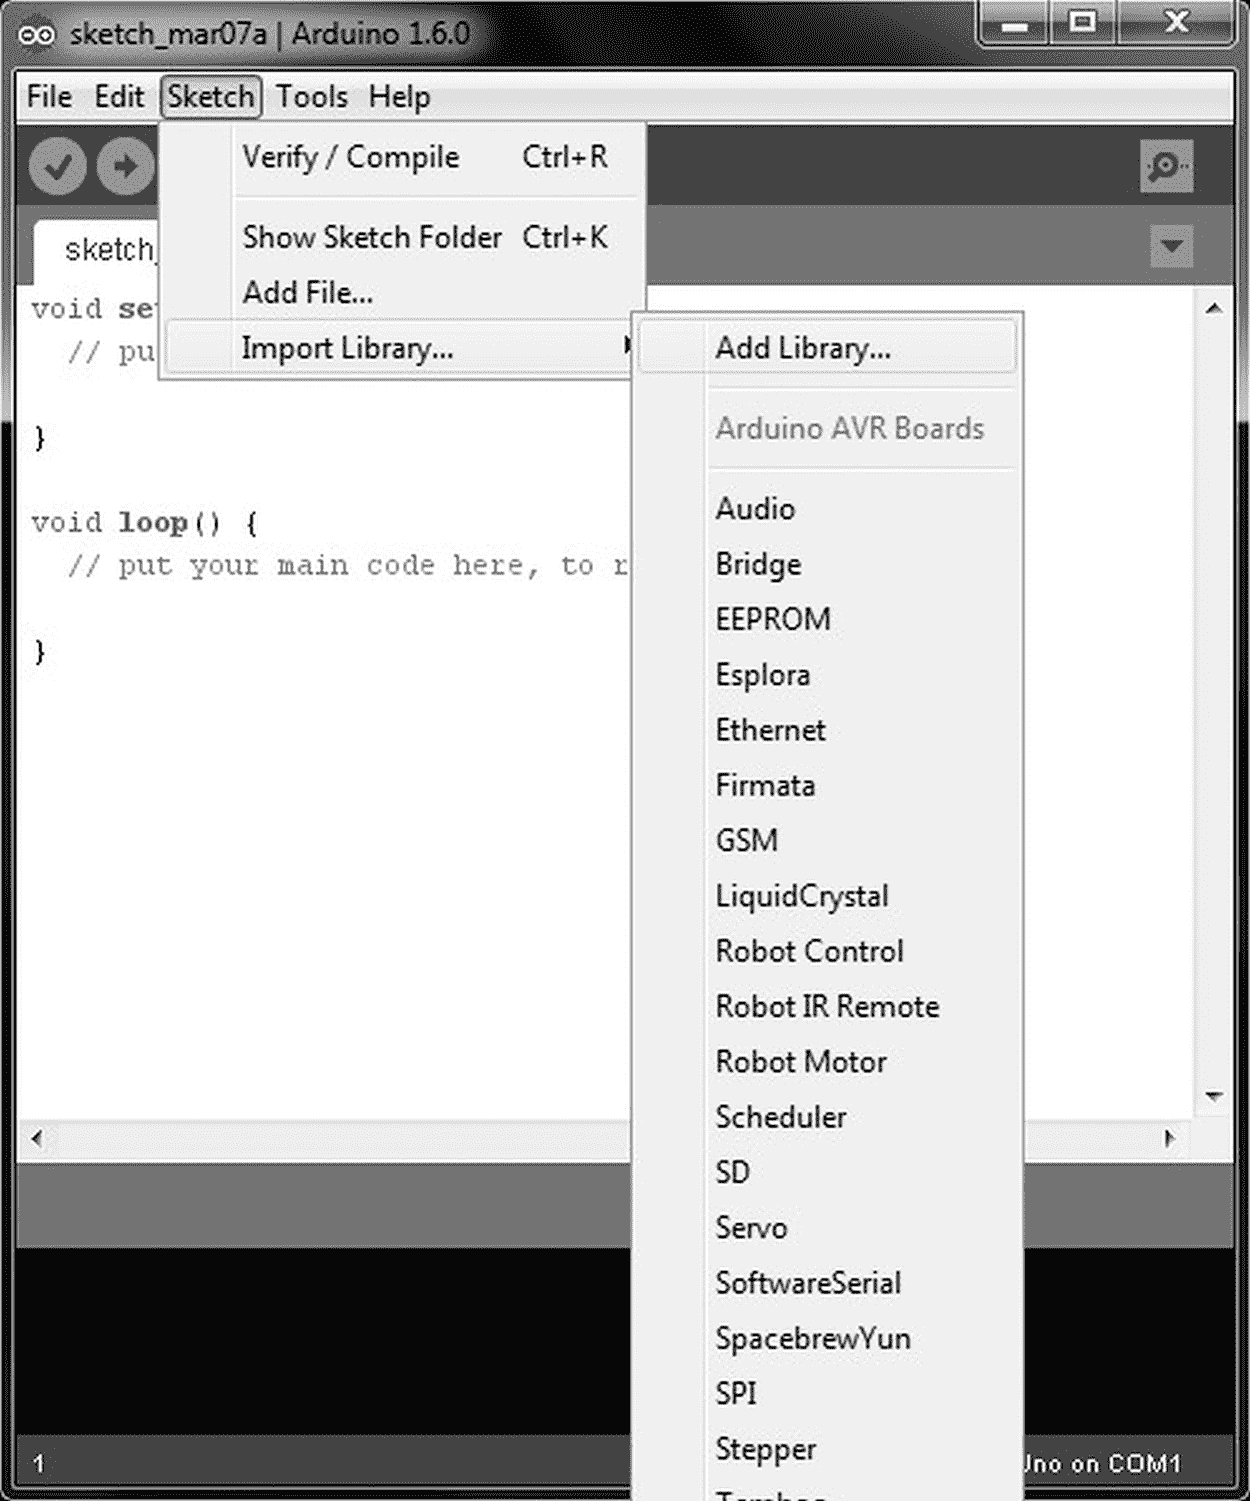 sketch_mar07a | Arduino 1.6.0
File Edit Sketch Tools Help
Verify / Compile Ctrl+R
Show Sketch Folder Ctrl+K
Add File...
Import Library...
sketch_
void
// pu
}
void loop() {
// put your main code here, to r
}
Add Library...
Arduino AVR Boards
Audio
Bridge
EEPROM
Esplora
Ethernet
Firmata
GSM
LiquidCrystal
Robot Control
Robot IR Remote
Robot Motor
Scheduler
SD
Servo
SoftwareSerial
SpacebrewYun
SPI
Stepper
1
Uno on COM1